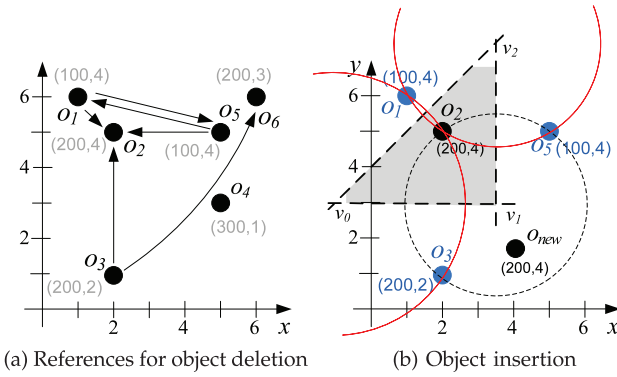 6
4
2
2
4
6
x
(100,4)
o1
(200,4)
o2
(200,3)
o6
o5
(100,4)
o4
(300,1)
o3
(200,2)
(a) References for object deletion
y
6
4
2
2
4
6
x
(100,4)
o1
o2
(200,4)
v2
o5 (100,4)
v0
v1
o3
(200,2)
onew
(200,4)
(b) Object insertion